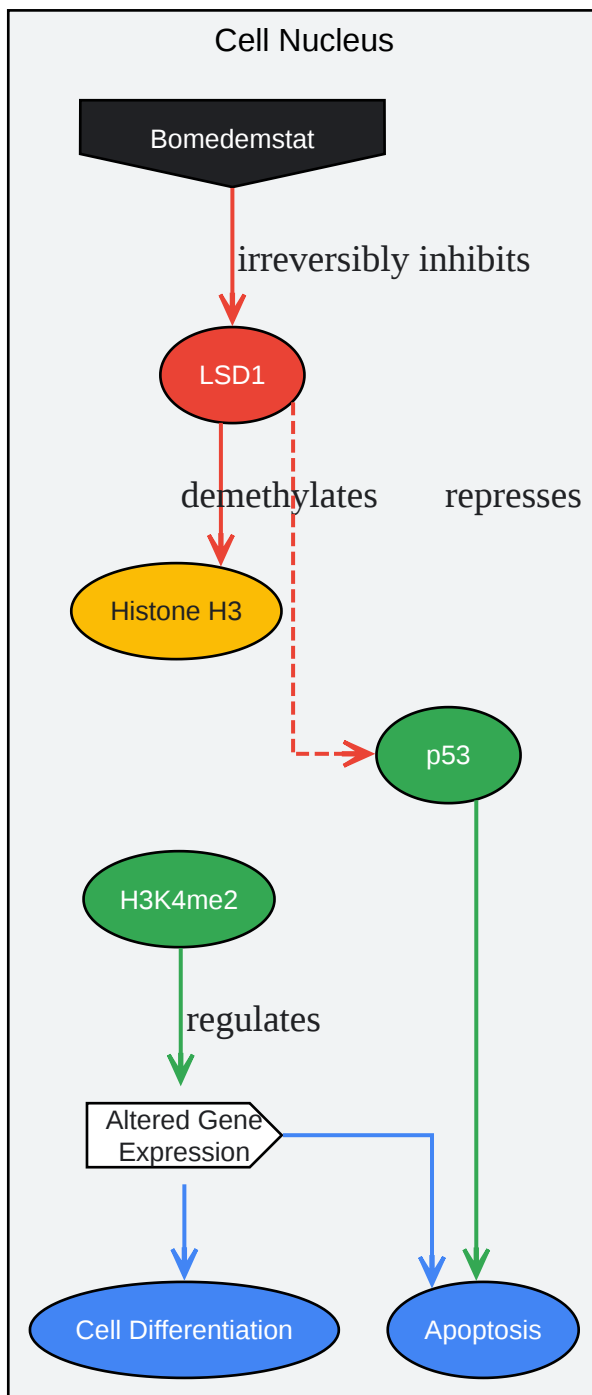 Cell Nucleus
Bomedemstat
irreversibly inhibits
LSD1
demethylates
represses
Histone H3
p53
H3K4me2
regulates
Altered Gene
Expression
Cell Differentiation
Apoptosis